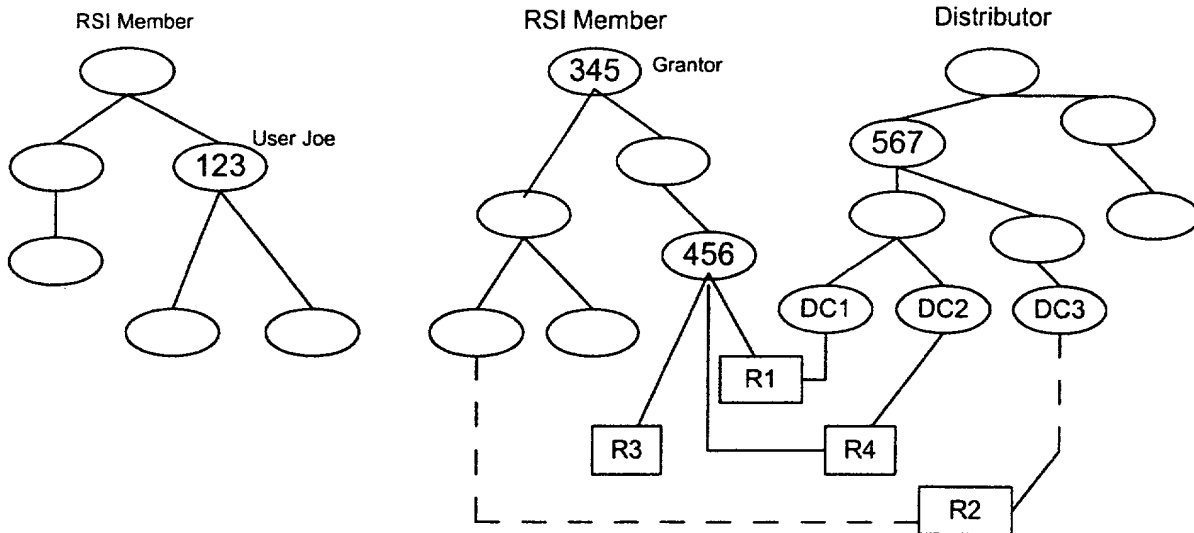 RSI Member
RSI Member
Distributor
345
Grantor
User Joe
567
123
456
DC1
DC2
DC3
R1
R3
R4
R2